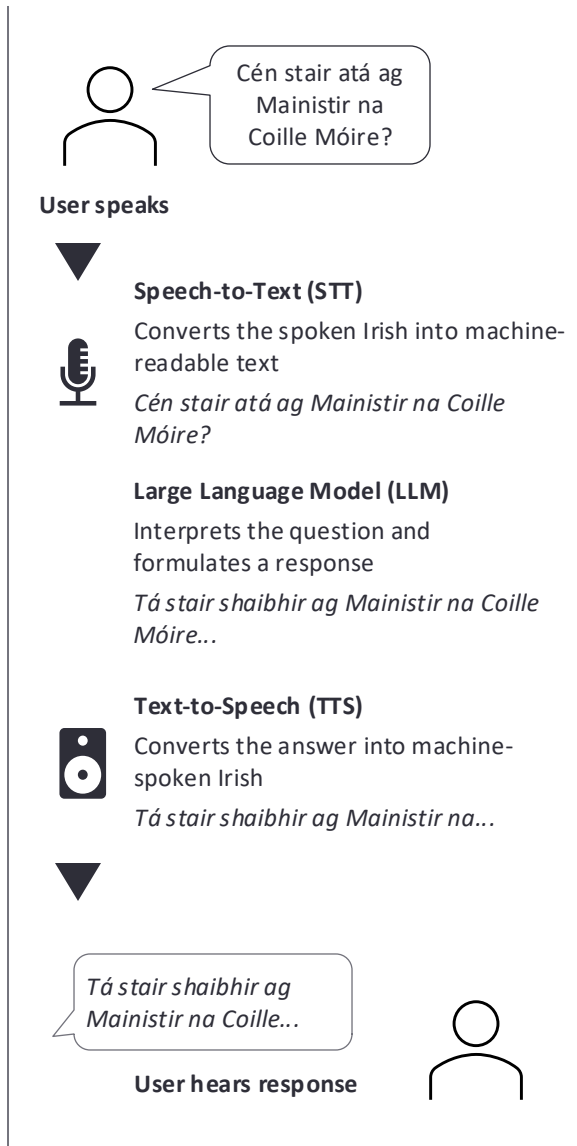 Cén stair atá ag
Mainistir na
Coille Móire?
User speaks
Speech-to-Text (STT)
Converts the spoken Irish into machine-
readable text
Cén stair atá ag Mainistir na Coille
Móire?
Large Language Model (LLM)
Interprets the question and
formulates a response
Tá stair shaibhir ag Mainistir na Coille
Móire...
Text-to-Speech (TTS)
Converts the answer into machine-
spoken Irish
Tá stair shaibhir ag Mainistir na...
Tá stair shaibhir ag
Mainistir na Coille...
User hears response